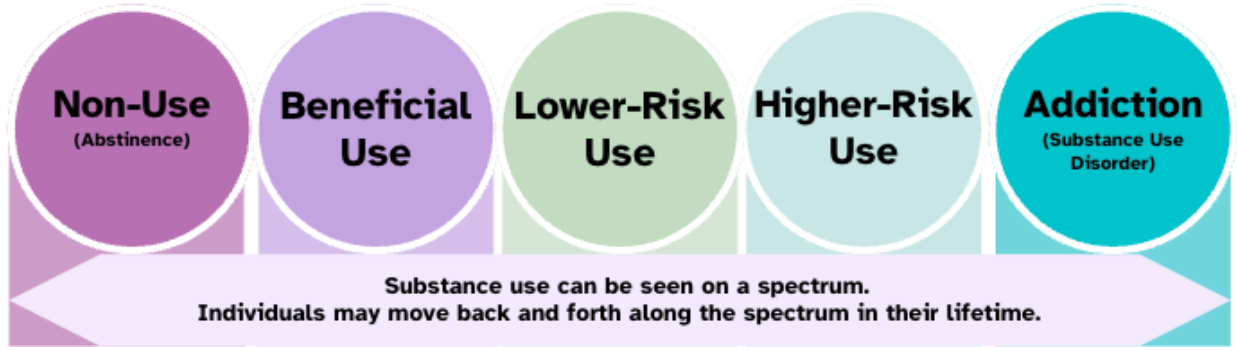 Non-Use
(Abstinence)
Beneficial
Use
Lower-Risk
Use
Higher-Risk
Use
Addiction
(Substance Use
Disorder)
Substance use can be seen on a spectrum.
Individuals may move back and forth along the spectrum in their lifetime.